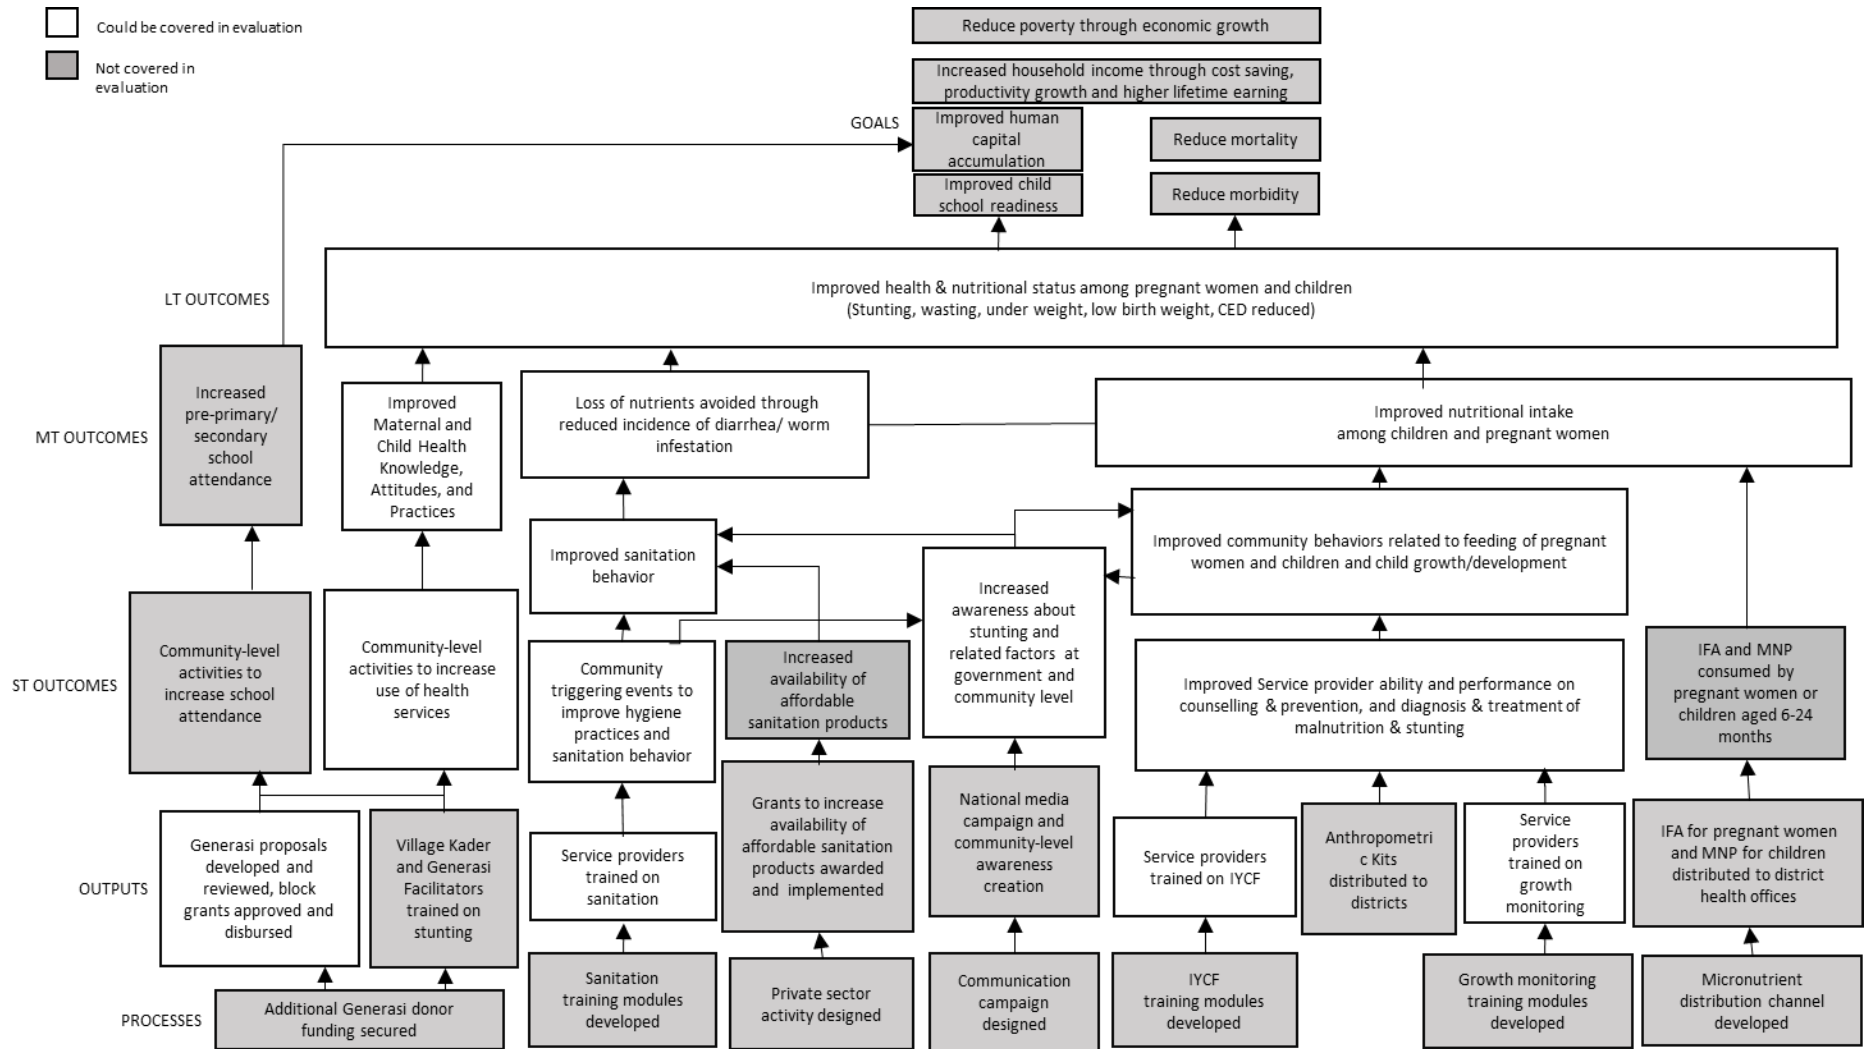 Could be covered in evaluation
Not covered in
evaluation
Reduce poverty through economic growth
Increased household income through cost saving,
productivity growth and higher lifetime earning
GOALS
Improved human
capital
accumulation
Reduce mortality
Improved child
school readiness
Reduce morbidity
LT OUTCOMES
Improved health & nutritional status among pregnant women and children
(Stunting, wasting, under weight, low birth weight, CED reduced)
MT OUTCOMES
Increased
pre-primary/
secondary
school
attendance
Improved
Maternal and
Child Health
Knowledge,
Attitudes, and
Practices
Loss of nutrients avoided through
reduced incidence of diarrhea/ worm
infestation
Improved nutritional intake
among children and pregnant women
Improved sanitation
behavior
Improved community behaviors related to feeding of pregnant
women and children and child growth/development
ST OUTCOMES
Community-level
activities to
increase school
attendance
Community-level
activities to increase
use of health
services
Community
triggering events to
improve hygiene
practices and
sanitation behavior
Increased
availability of
affordable
sanitation products
Increased
awareness about
stunting and
related factors at
government and
community level
Improved Service provider ability and performance on
counselling & prevention, and diagnosis & treatment of
malnutrition & stunting
IFA and MNP
consumed by
pregnant women or
children aged 6-24
months
OUTPUTS
Generasi proposals
developed and
reviewed, block
grants approved and
disbursed
Village Kader
and Generasi
Facilitators
trained on
stunting
Service providers
trained on
sanitation
Grants to increase
availability of
affordable sanitation
products awarded
and implemented
National media
campaign and
community-level
awareness
creation
Service providers
trained on IYCF
Anthropometri
c Kits
distributed to
districts
Service
providers
trained on
growth
monitoring
IFA for pregnant women
and MNP for children
distributed to district
health offices
PROCESSES
Additional Generasi donor
funding secured
Sanitation
training modules
developed
Private sector
activity designed
Communication
campaign
designed
IYCF
training modules
developed
Growth monitoring
training modules
developed
Micronutrient
distribution channel
developed